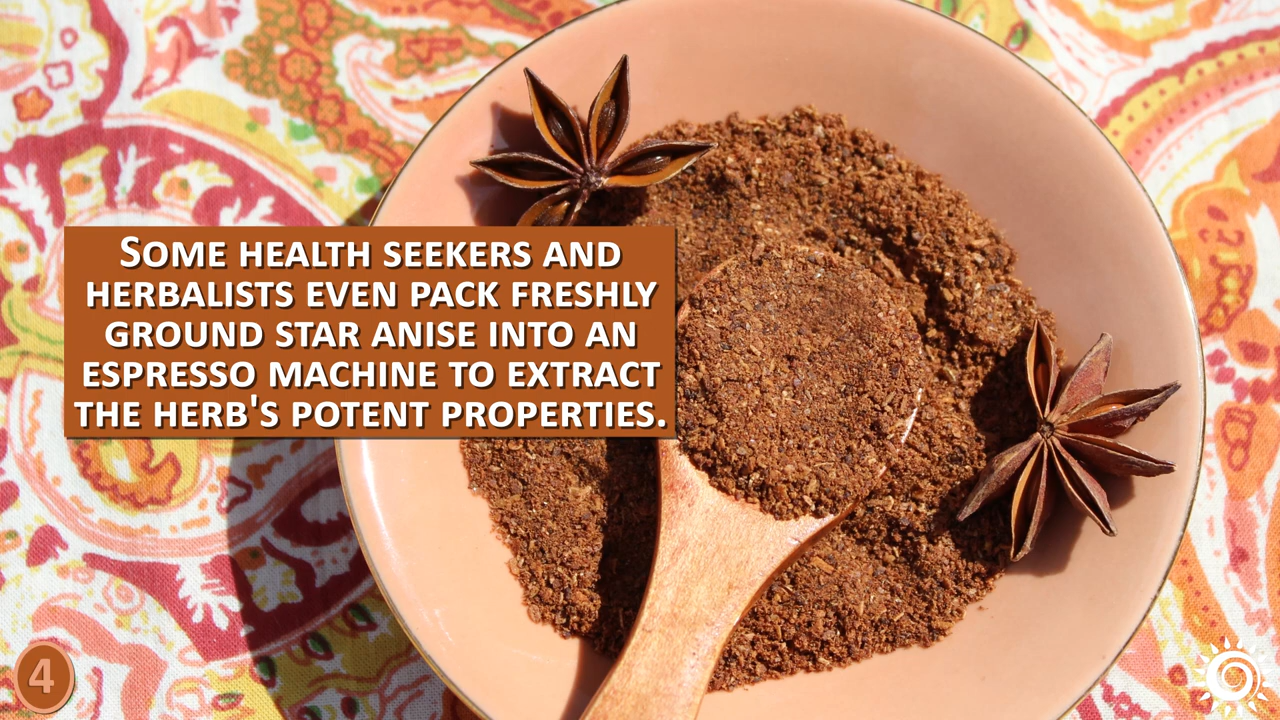 Some health seekers and
herbalists even pack freshly
ground star anise into an
espresso machine to extract
the herb's potent properties.
4